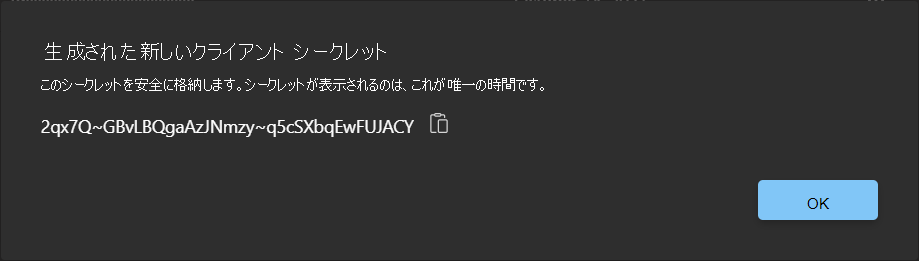 生成された新しいクライアント シークレット
このシークレットを安全に格納します。シークレットが表示されるのは、これが唯一の時間です。
2qx7Q~GBvLBQgaAzJNmzy~q5cSXbqEwFUJACY
OK